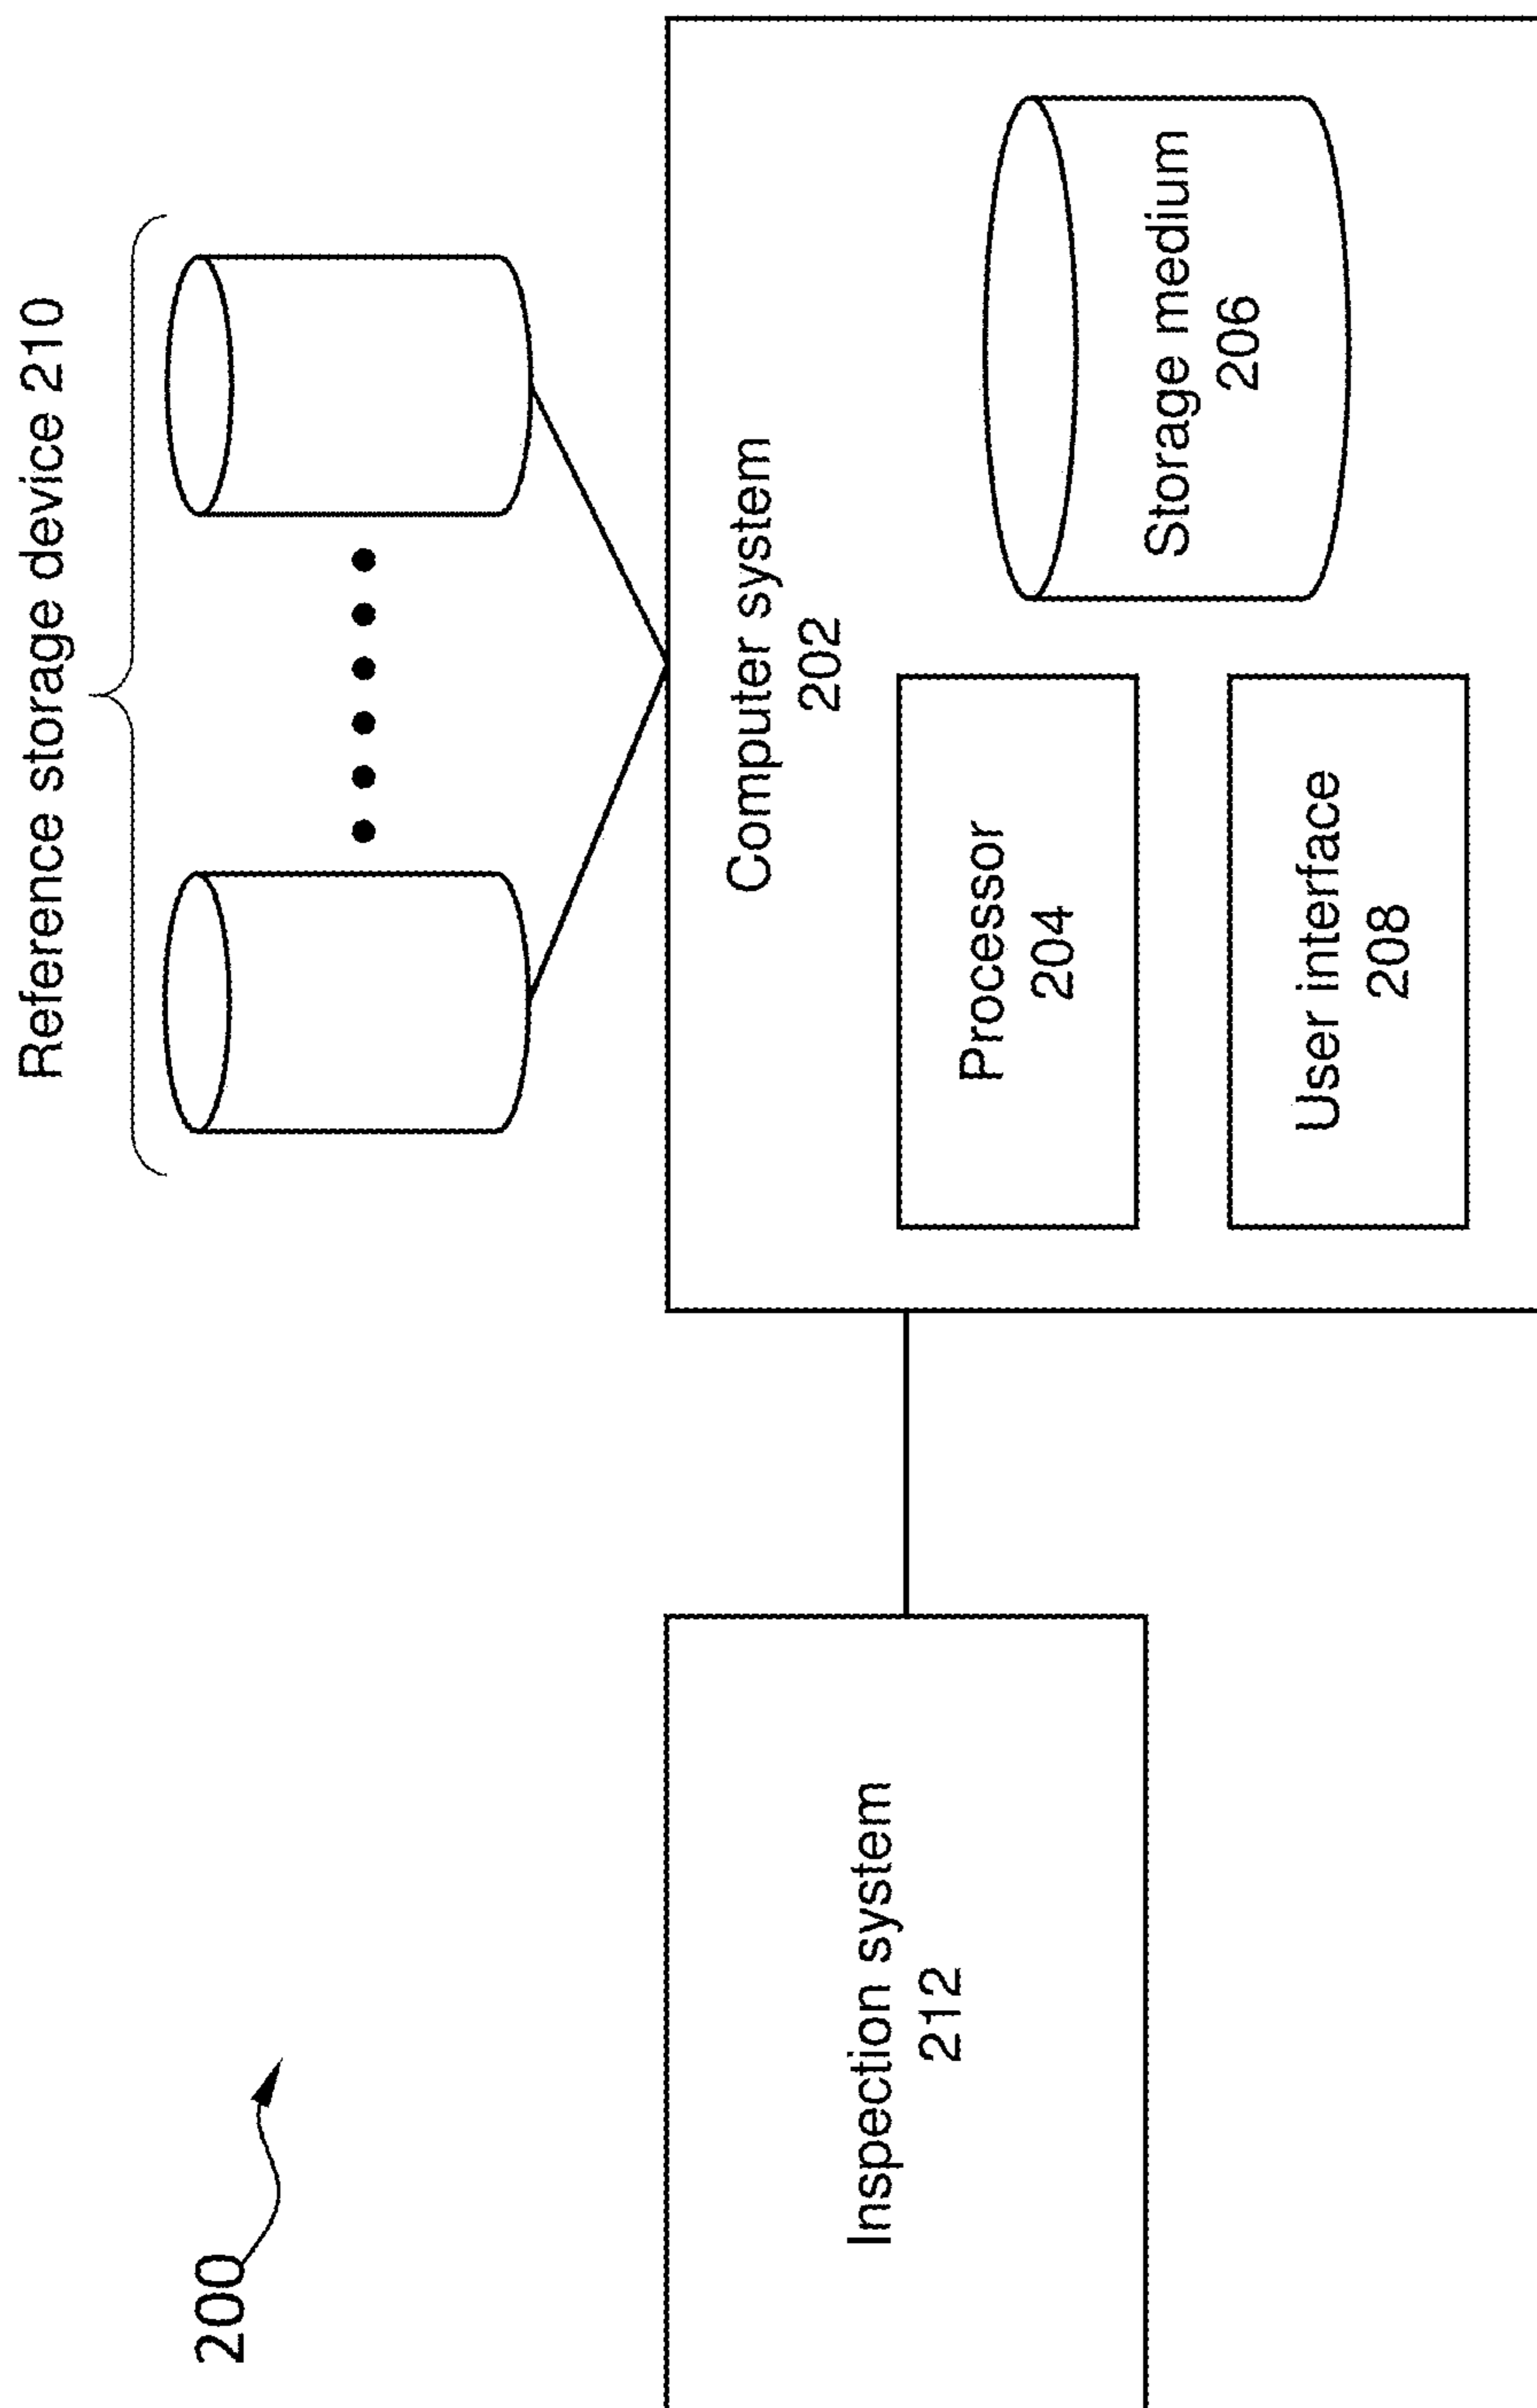 200
Reference storage device 210
Computer system
202
Processor
204
Storage medium
206
User interface
208
Inspection system
212